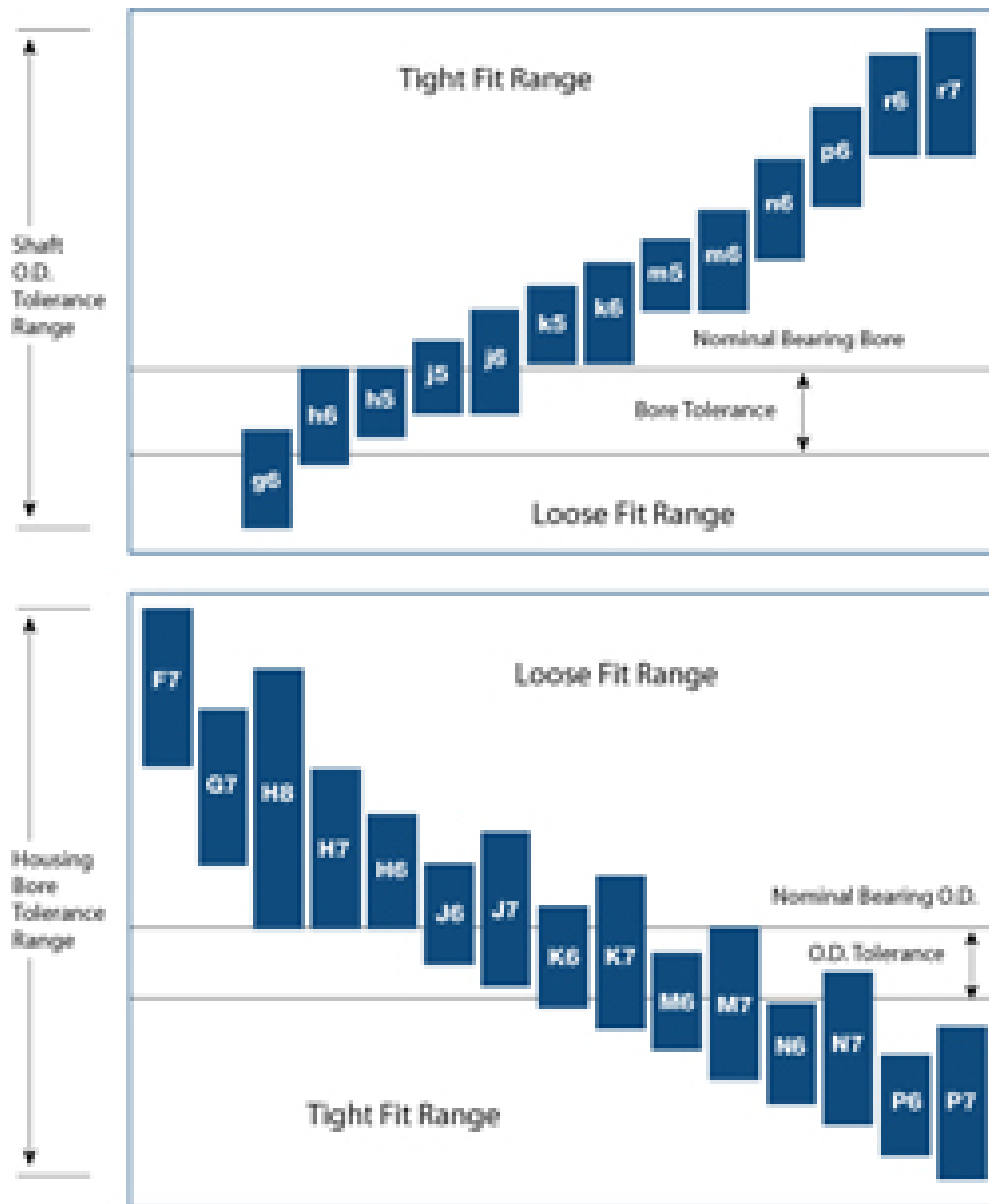 Tight Fit Range
r7
r6
p6
n6
m6
m5
k6
k5
j6
j5
h5
h6
g6
Shaft
O.D.
Tolerance
Range
Nominal Bearing Bore
Bore Tolerance
Loose Fit Range
Loose Fit Range
F7
G7
H8
H7
H6
J6
J7
K6
K7
M6
M7
N6
N7
P6
P7
Housing
Bore
Tolerance
Range
Nominal Bearing O.D.
O.D. Tolerance
Tight Fit Range